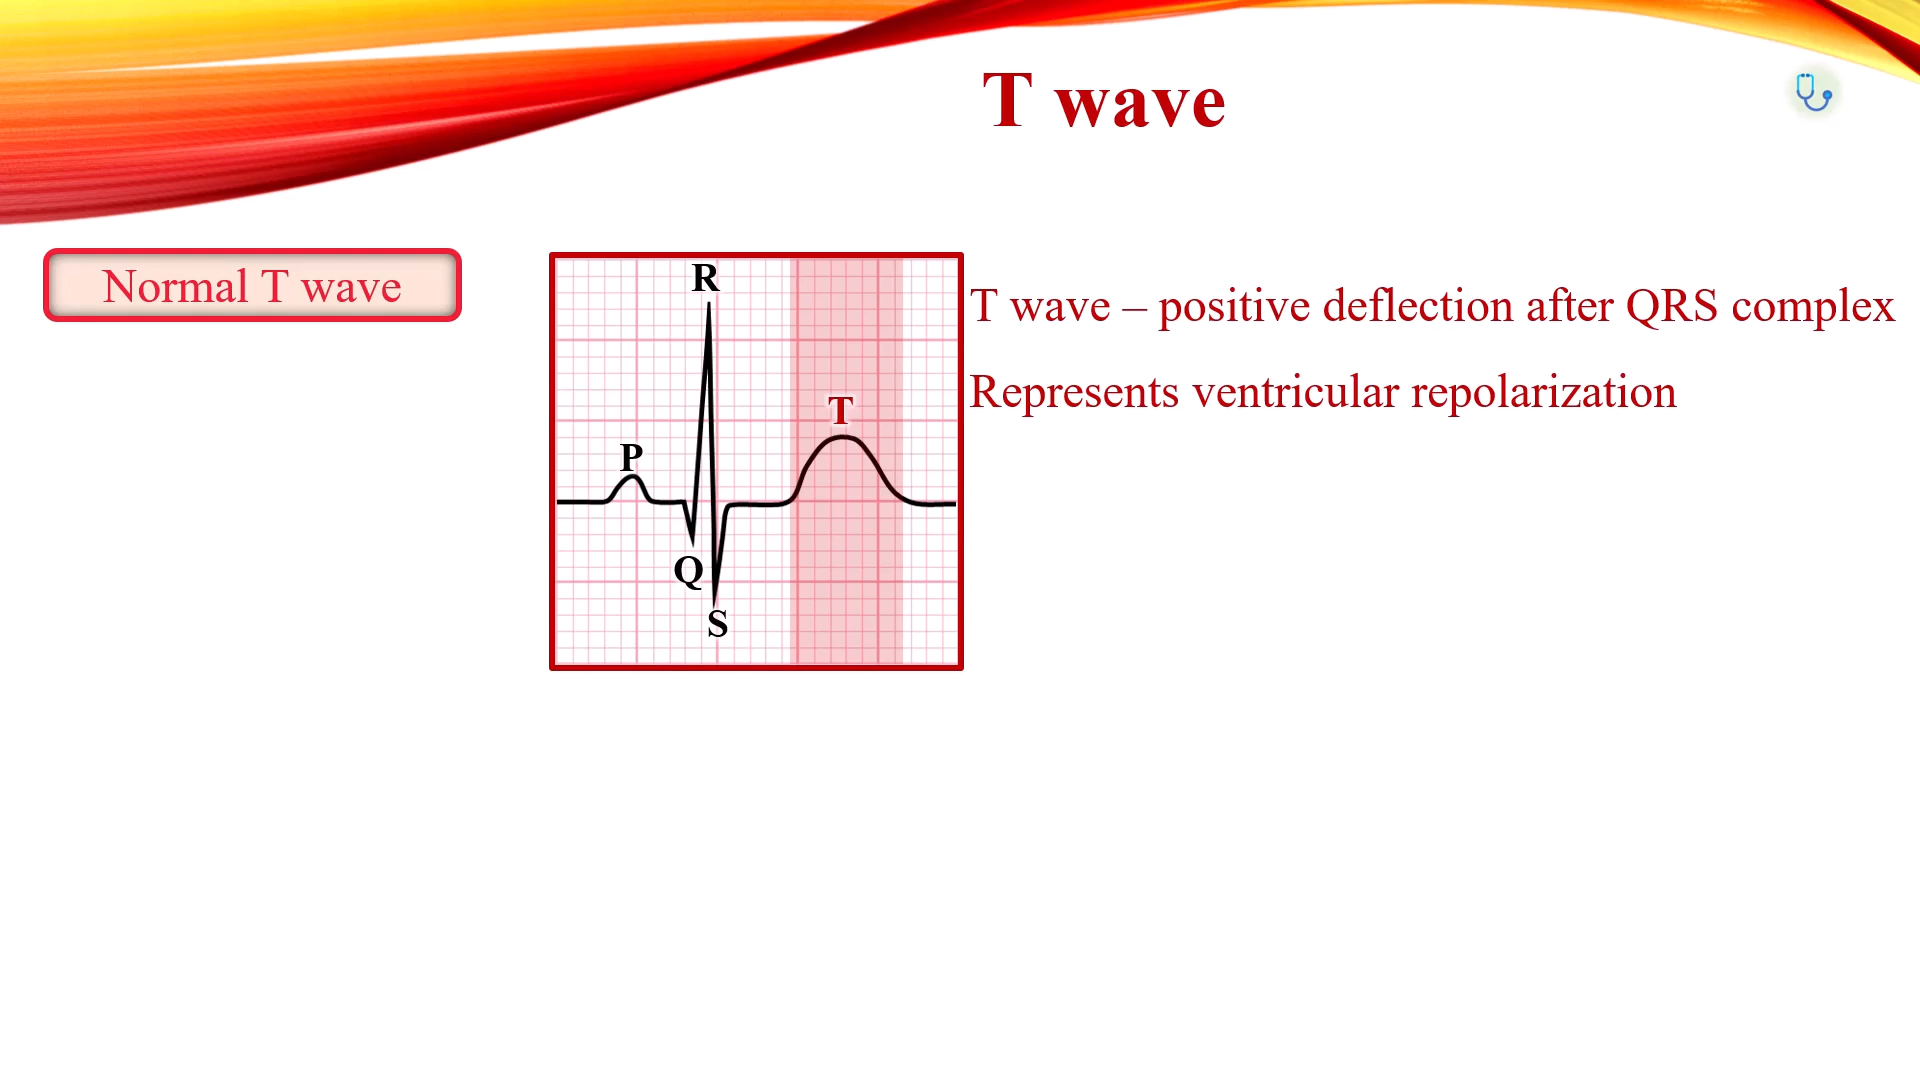 T wave
Normal T wave
R
P
T
Q
S
T wave – positive deflection after QRS complex
Represents ventricular repolarization